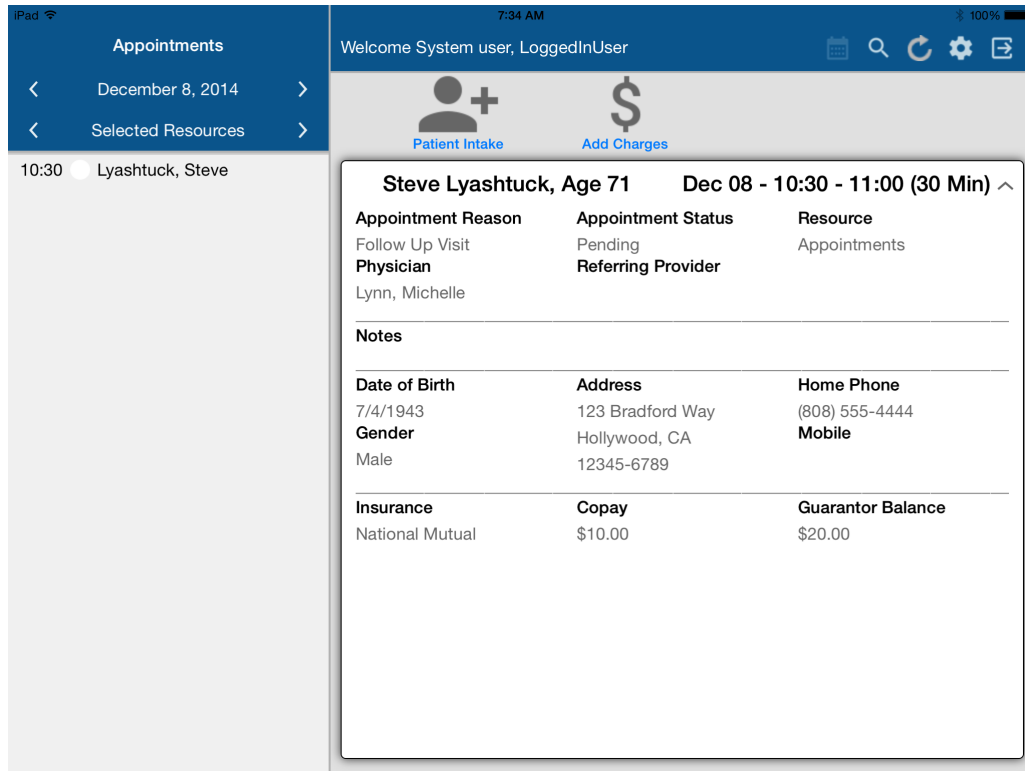 iPad 7:34 AM 100%
Appointments
Welcome System user, LoggedInUser
December 8, 2014
Selected Resources
10:30 Lyashtuck, Steve
Patient Intake Add Charges
Steve Lyashtuck, Age 71 Dec 08 - 10:30 - 11:00 (30 Min)
Appointment Reason Appointment Status Resource
Follow Up Visit Pending Appointments
Physician Referring Provider
Lynn, Michelle
Notes
Date of Birth Address Home Phone
7/4/1943 123 Bradford Way (808) 555-4444
Gender Hollywood, CA Mobile
Male 12345-6789
Insurance Copay Guarantor Balance
National Mutual $10.00 $20.00